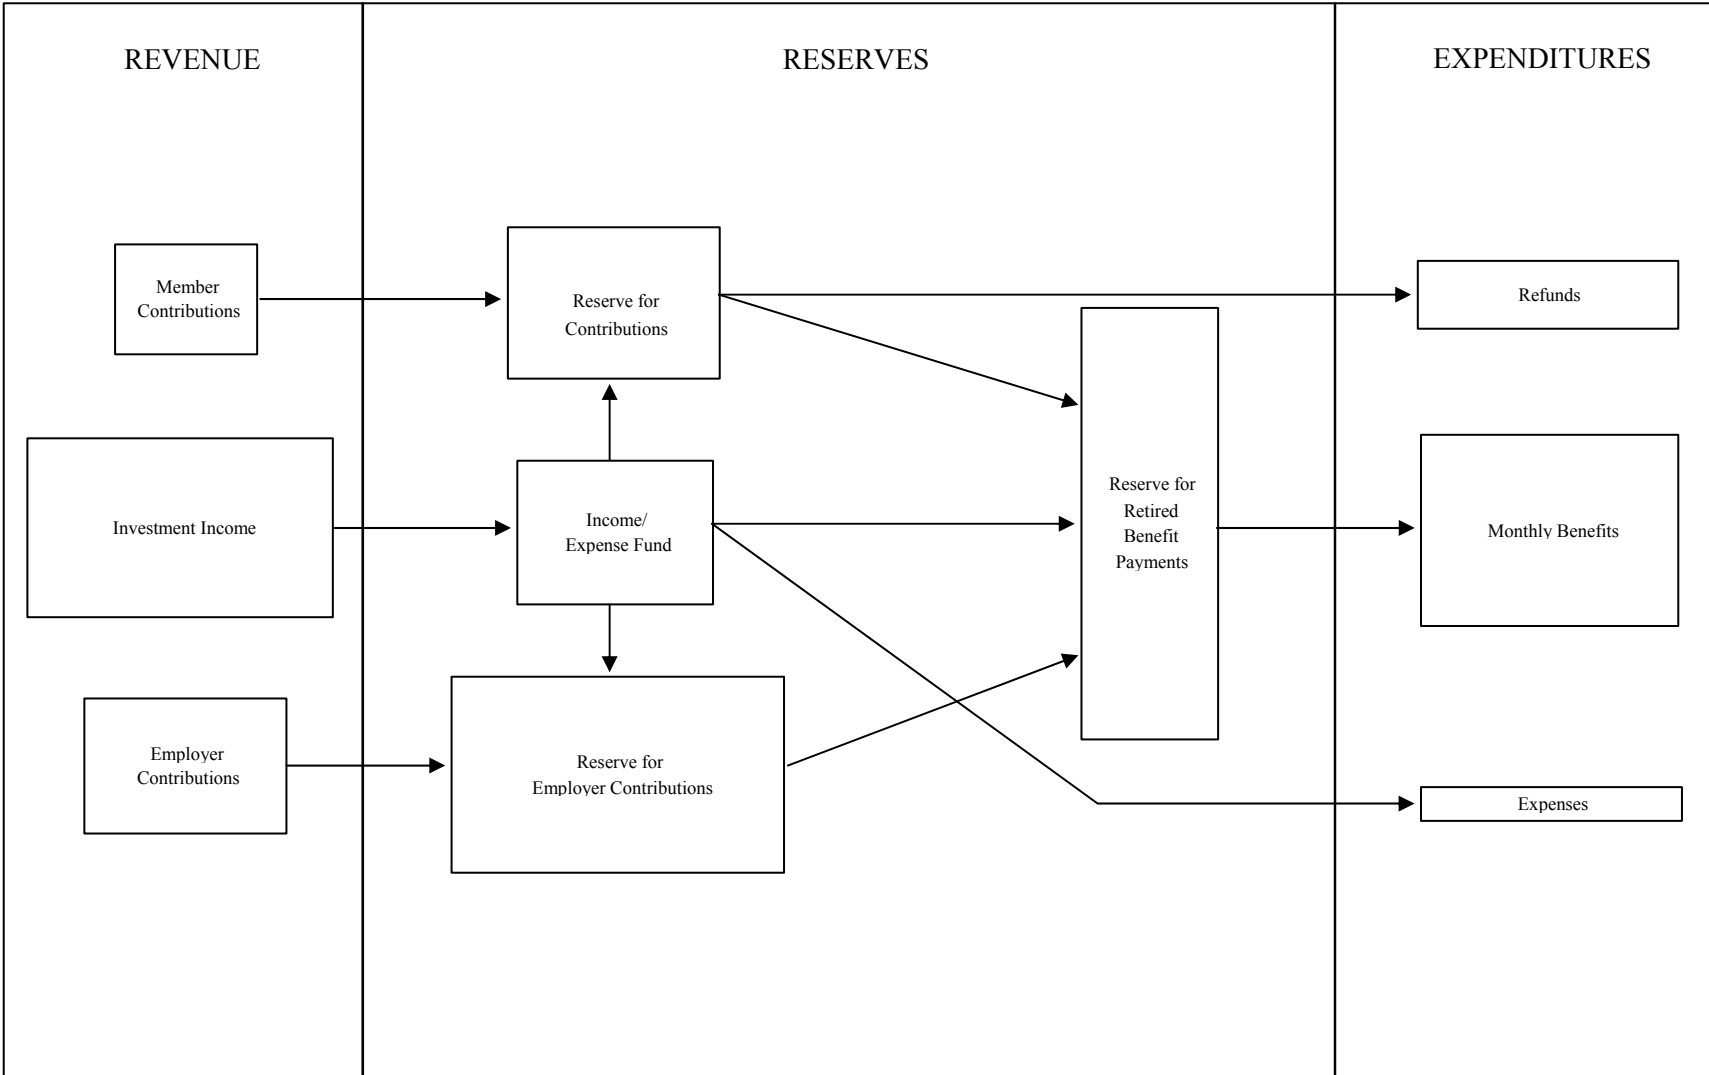 REVENUE
RESERVES
EXPENDITURES
Member
Contributions
Reserve for
Contributions
Refunds
Investment Income
Income/
Expense Fund
Reserve for
Retired
Benefit
Payments
Monthly Benefits
Employer
Contributions
Reserve for
Employer Contributions
Expenses